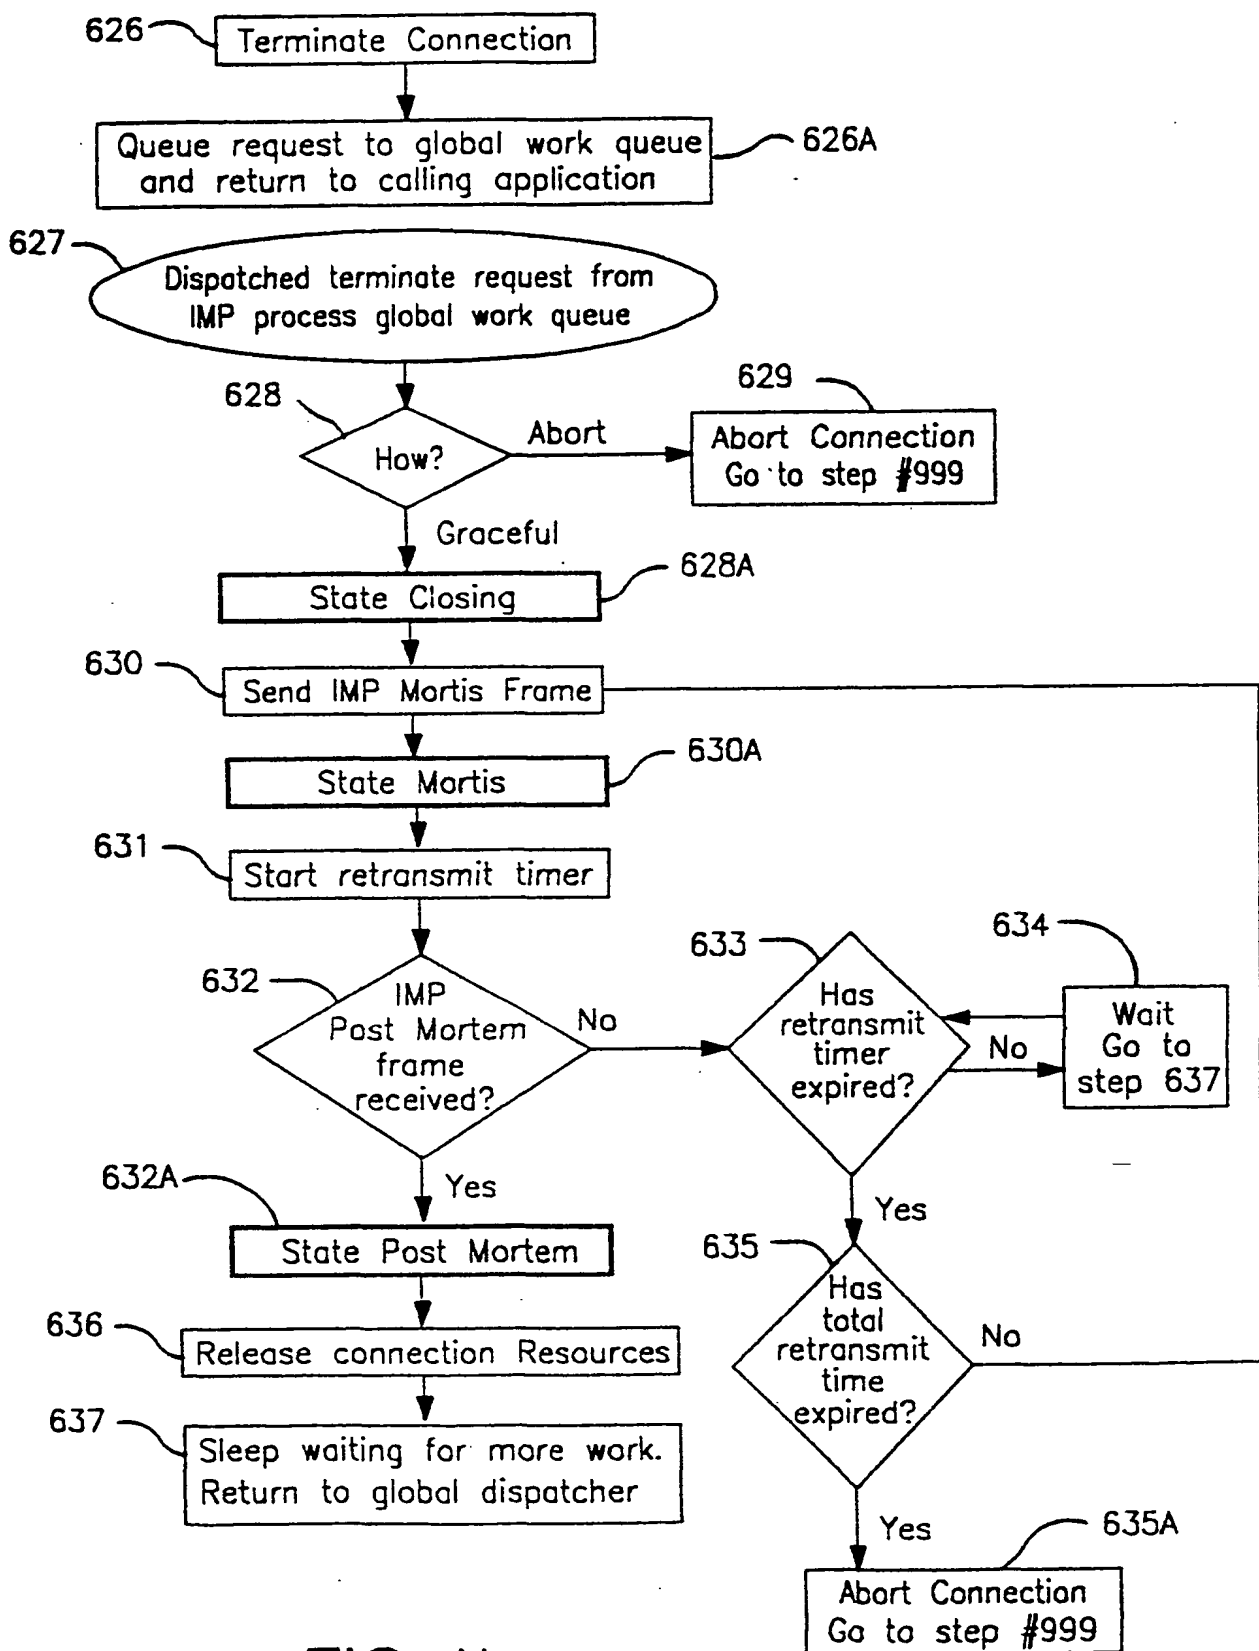 626
Terminate Connection
Queue request to global work queue
and return to calling application
626A
627
Dispatched terminate request from
IMP process global work queue
628
How?
Abort
629
Abort Connection
Go to step #999
Graceful
State Closing
628A
630
Send IMP Mortis Frame
State Mortis
630A
631
Start retransmit timer
632
IMP
Post Mortem
frame
received?
No
633
Has
retransmit
timer
expired?
No
634
Wait
Go to
step 637
Yes
632A
State Post Mortem
Yes
635
Has
total
retransmit
time
expired?
No
636
Release connection Resources
637
Sleep waiting for more work.
Return to global dispatcher
Yes
635A
Abort Connection
Go to step #999